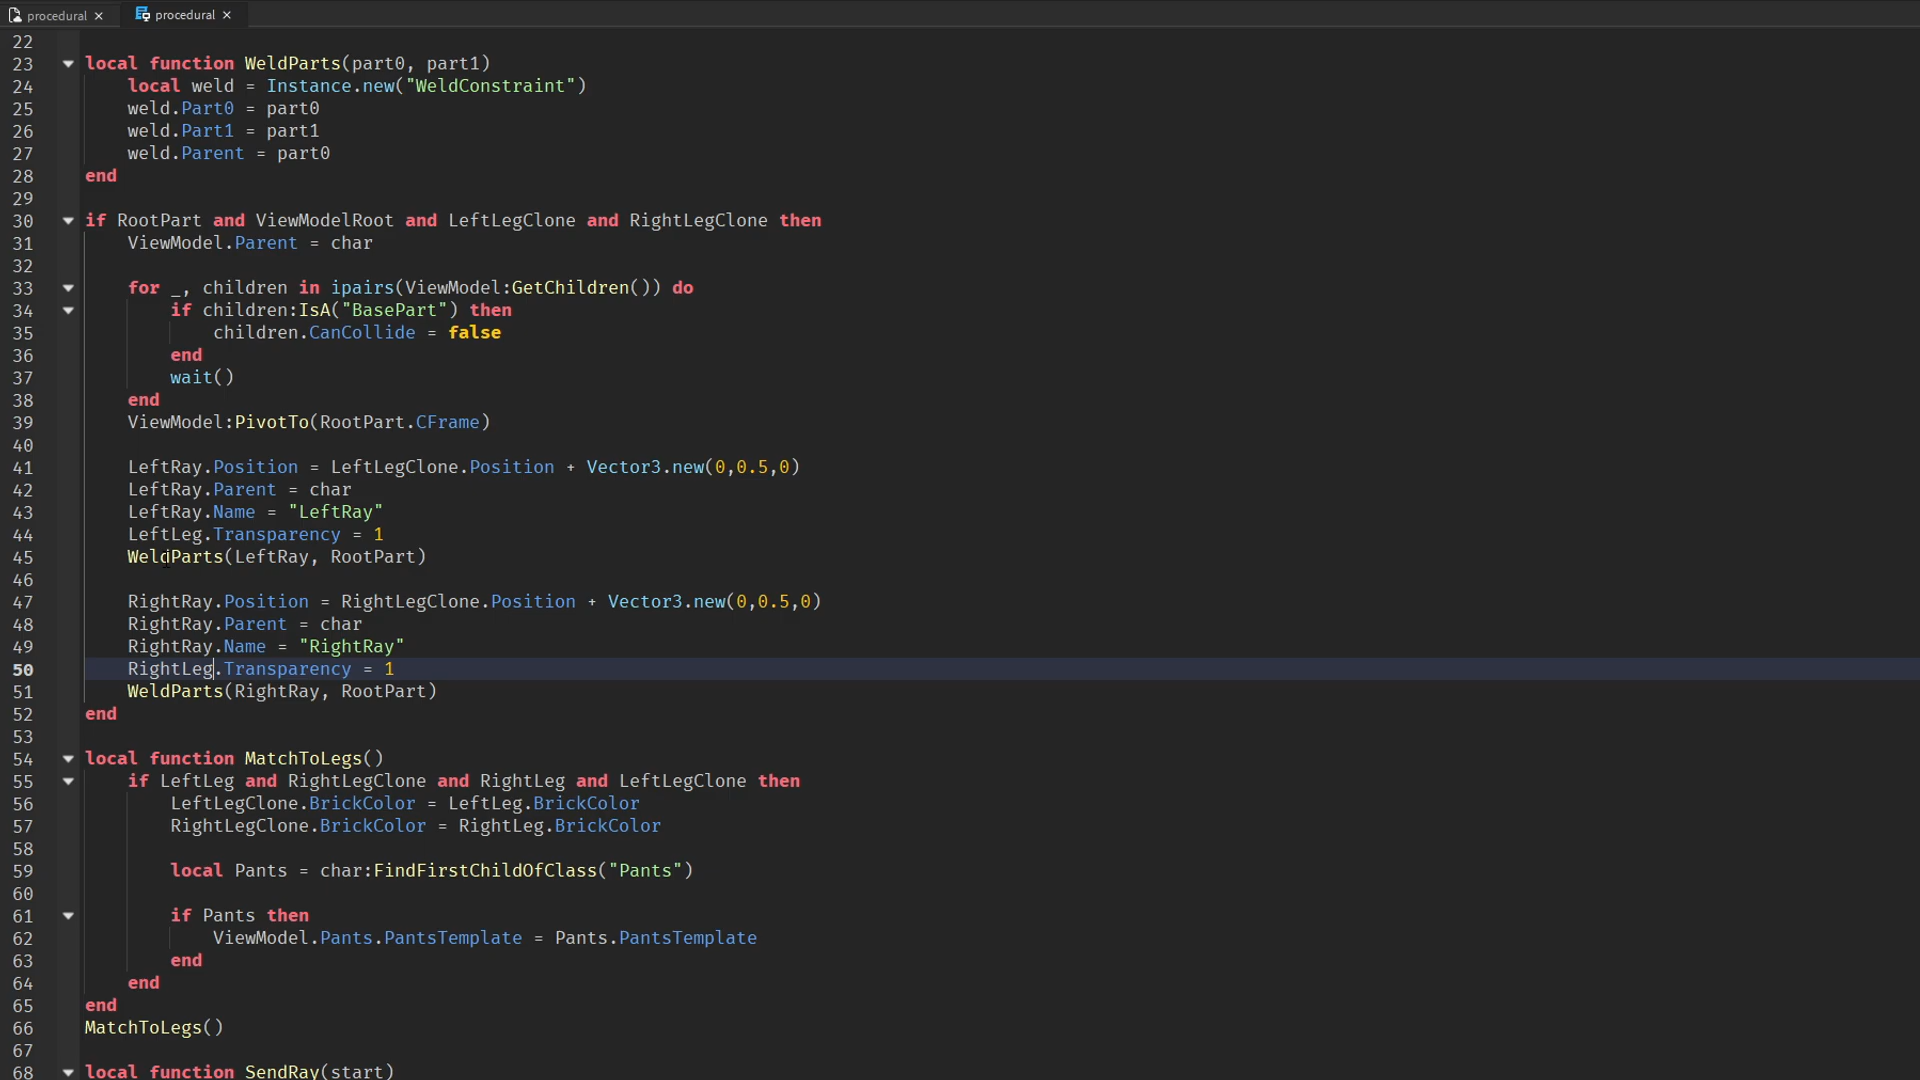 procedural × procedural ×
22
23 local function WeldParts(part0, part1)
24 local weld = Instance.new("WeldConstraint")
25 weld.Part0 = part0
26 weld.Part1 = part1
27 weld.Parent = part0
28 end
29
30 if RootPart and ViewModelRoot and LeftLegClone and RightLegClone then
31 ViewModel.Parent = char
32
33 for _, children in ipairs(ViewModel:GetChildren()) do
34 if children:IsA("BasePart") then
35 children.CanCollide = false
36 end
37 wait()
38 end
39 ViewModel:PivotTo(RootPart.CFrame)
40
41 LeftRay.Position = LeftLegClone.Position + Vector3.new(0,0.5,0)
42 LeftRay.Parent = char
43 LeftRay.Name = "LeftRay"
44 LeftLeg.Transparency = 1
45 WeldParts(LeftRay, RootPart)
46
47 RightRay.Position = RightLegClone.Position + Vector3.new(0,0.5,0)
48 RightRay.Parent = char
49 RightRay.Name = "RightRay"
50 RightLeg.Transparency = 1
51 WeldParts(RightRay, RootPart)
52 end
53
54 local function MatchToLegs()
55 if LeftLeg and RightLegClone and RightLeg and LeftLegClone then
56 LeftLegClone.BrickColor = LeftLeg.BrickColor
57 RightLegClone.BrickColor = RightLeg.BrickColor
58
59 local Pants = char:FindFirstChildOfClass("Pants")
60
61 if Pants then
62 ViewModel.Pants.PantsTemplate = Pants.PantsTemplate
63 end
64 end
65 end
66 MatchToLegs()
67
68 local function SendRay(start)